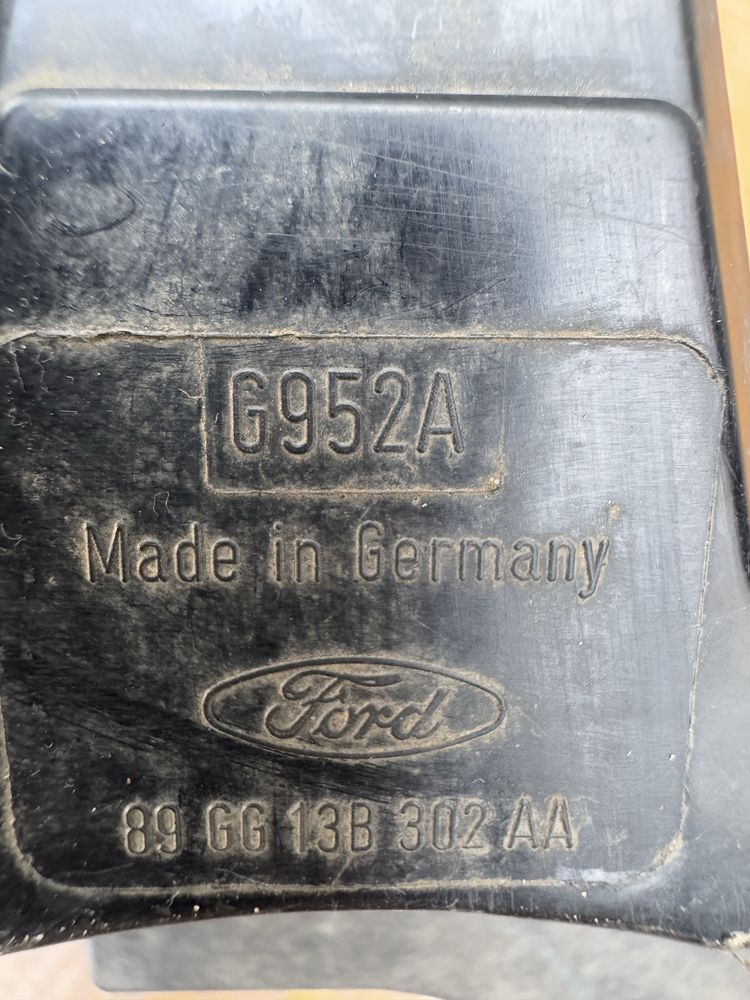 G952A
Made in Germany
Ford
89 GG 13B 302 AA